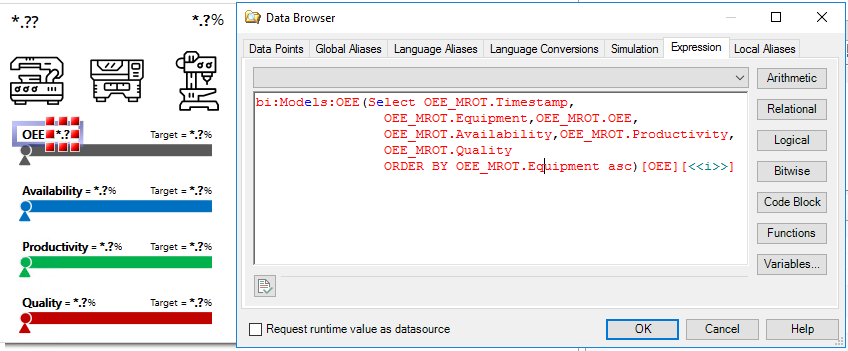 *.??
*.?%
OEE *.?
Target = *.?%
Availability = *.?%
Target = *.?%
Productivity = *.?%
Target = *.?%
Quality = *.?%
Target = *.?%
Data Browser
Data Points
Global Aliases
Language Aliases
Language Conversions
Simulation
Expression
Local Aliases
bi:Models:OEE(Select OEE_MROT.Timestamp,
OEE_MROT.Equipment,OEE_MROT.OEE,
OEE_MROT.Availability,OEE_MROT.Productivity,
OEE_MROT.Quality
ORDER BY OEE_MROT.Equipment asc)[OEE][<<i>>]
Arithmetic
Relational
Logical
Bitwise
Code Block
Functions
Variables...
Request runtime value as datasource
OK
Cancel
Help